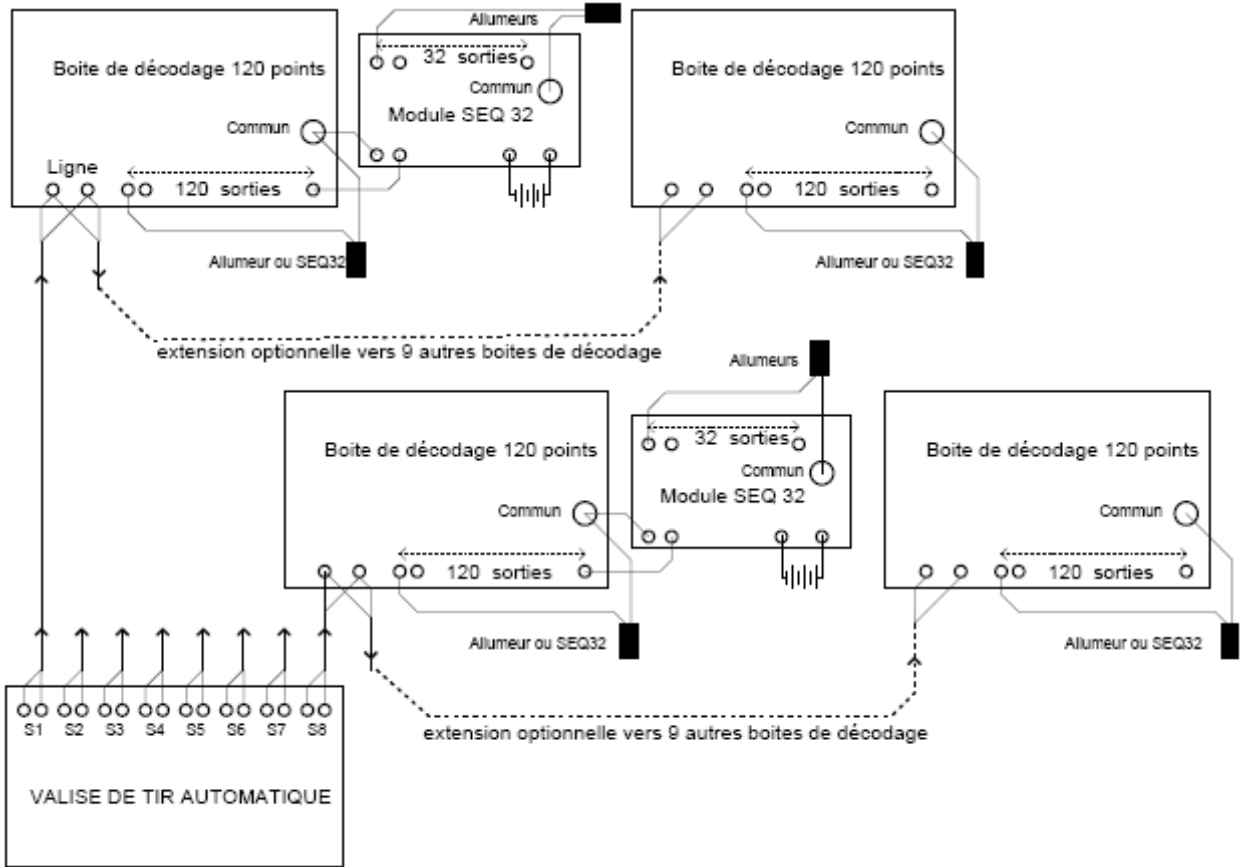 Allumeurs
32 sorties
Boite de décodage 120 points
Commun
Module SEQ 32
Commun
Ligne
120 sorties
Allumeur ou SEQ32
Boite de décodage 120 points
Commun
120 sorties
Allumeur ou SEQ32
extension optionnelle vers 9 autres boites de décodage
Allumeurs
32 sorties
Boite de décodage 120 points
Commun
Module SEQ 32
Commun
120 sorties
Allumeur ou SEQ32
Boite de décodage 120 points
Commun
120 sorties
Allumeur ou SEQ32
extension optionnelle vers 9 autres boites de décodage
S1 S2 S3 S4 S5 S6 S7 S8
VALISE DE TIR AUTOMATIQUE